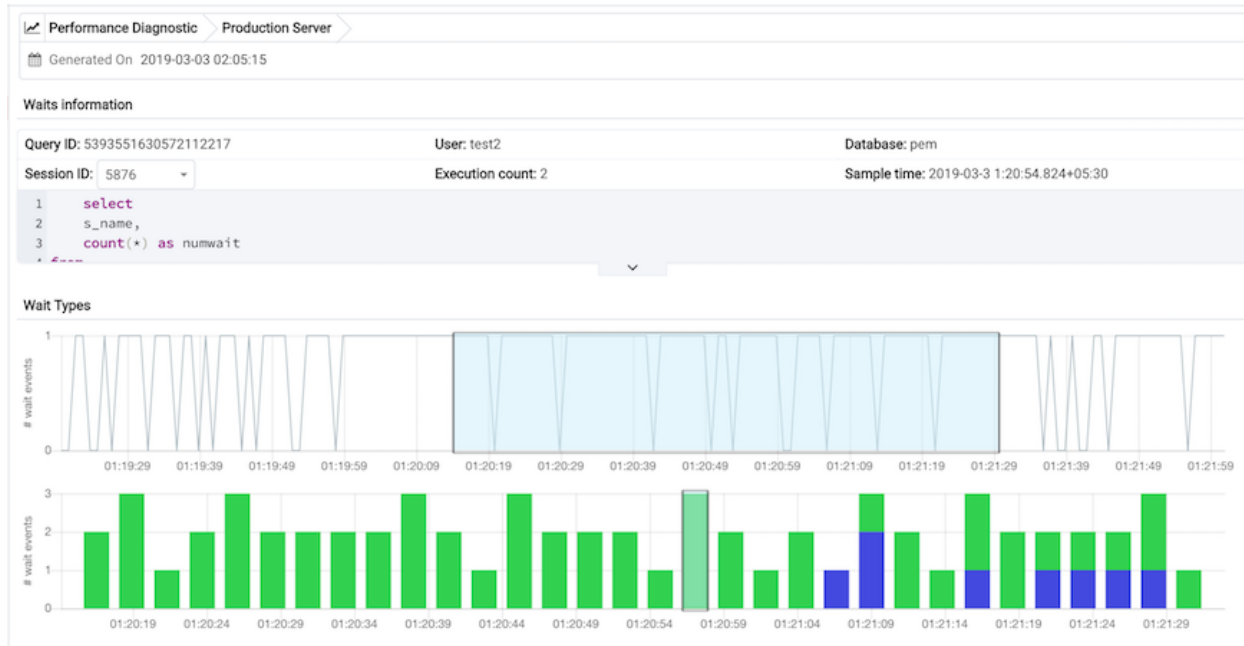 Performance Diagnostic Production Server
Generated On 2019-03-03 02:05:15
Waits information
Query ID: 5393551630572112217 User: test2 Database: pem
Session ID: 5876 Execution count: 2 Sample time: 2019-03-3 1:20:54.824+05:30
1 select
2 s_name,
3 count(*) as numwait
4 from
Wait Types
# wait events
1
0
01:19:29 01:19:39 01:19:49 01:19:59 01:20:09 01:20:19 01:20:29 01:20:39 01:20:49 01:20:59 01:21:09 01:21:19 01:21:29 01:21:39 01:21:49 01:21:59
# wait events
3
2
1
0
01:20:19 01:20:24 01:20:29 01:20:34 01:20:39 01:20:44 01:20:49 01:20:54 01:20:59 01:21:04 01:21:09 01:21:14 01:21:19 01:21:24 01:21:29